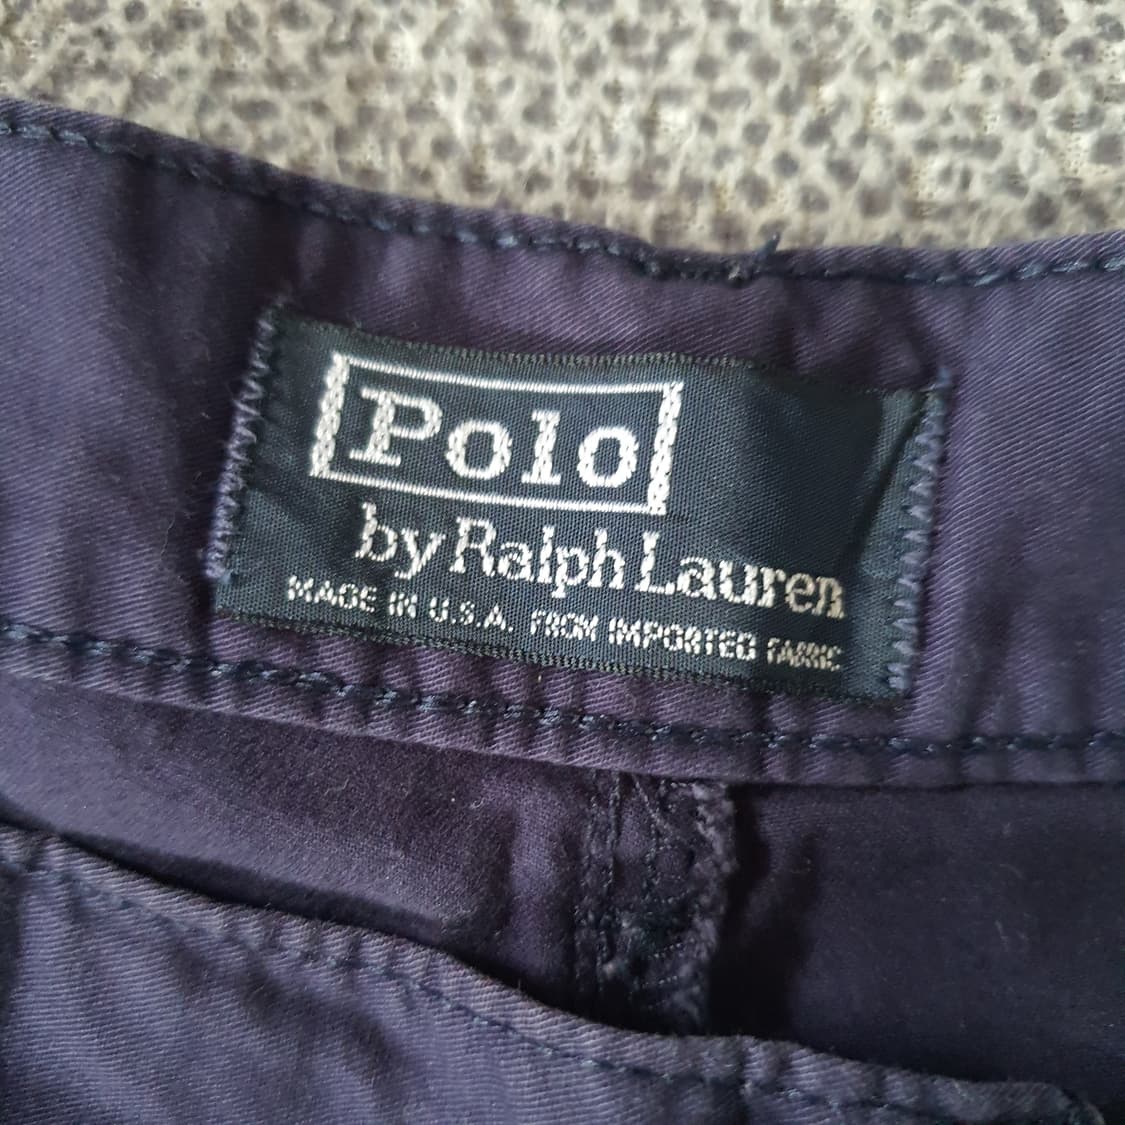 Polo
by Ralph Lauren
MADE IN U.S.A. FROM IMPORTED FABRIC